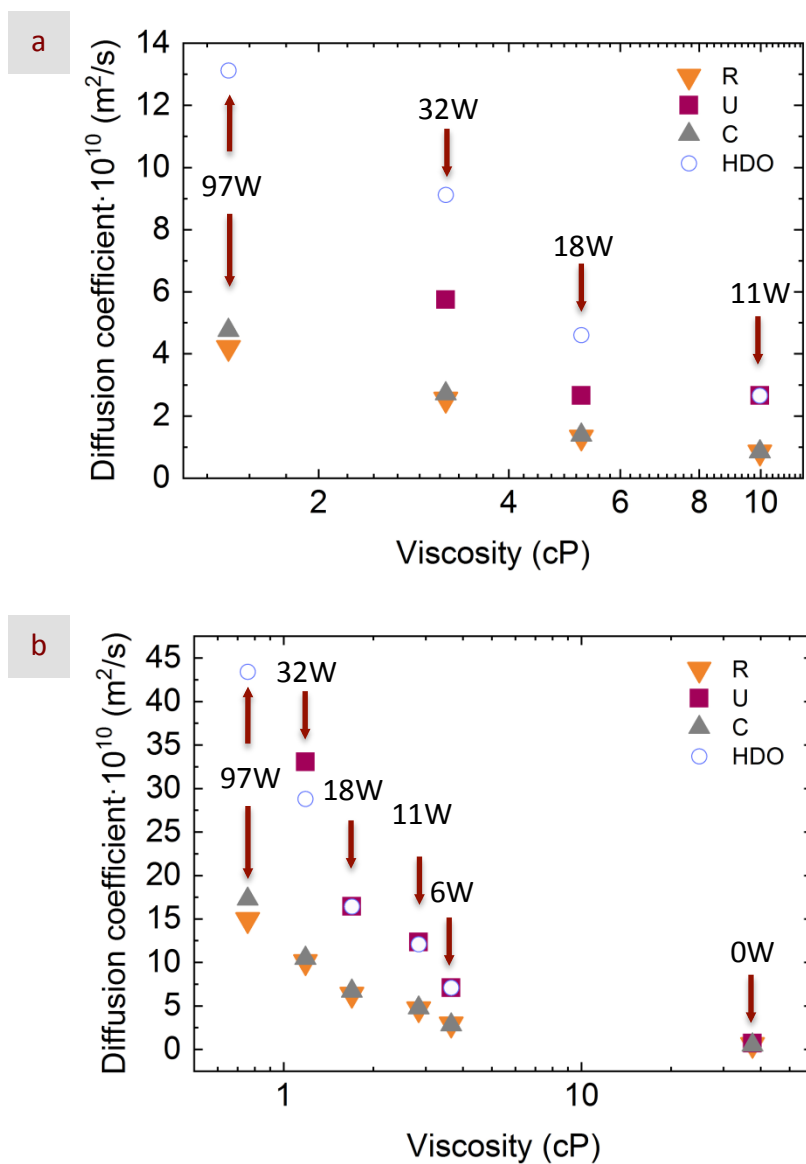 a
Diffusion coefficient·10¹⁰ (m²/s)
14
12
10
8
6
4
2
0
97W
32W
18W
11W
R
U
C
HDO
2
4
6
8
10
Viscosity (cP)
b
Diffusion coefficient·10¹⁰ (m²/s)
45
40
35
30
25
20
15
10
5
0
97W
32W
18W
11W
6W
0W
R
U
C
HDO
1
10
Viscosity (cP)